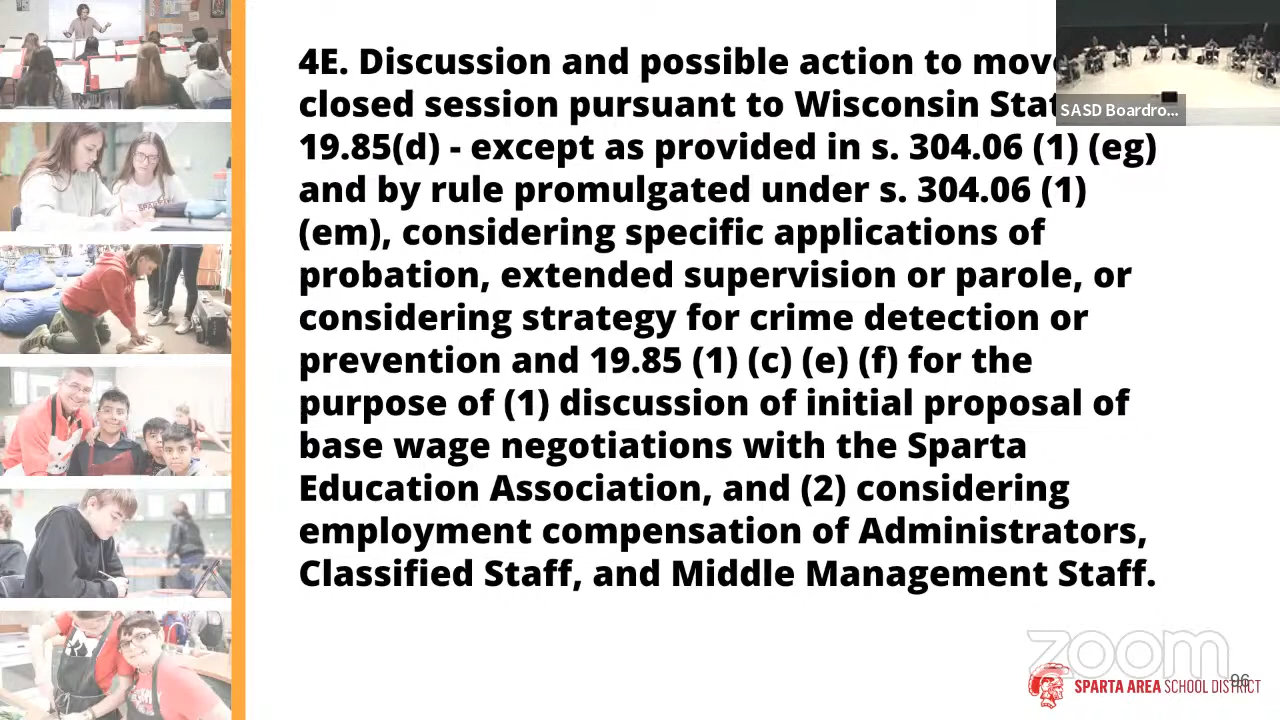 4E. Discussion and possible action to mov
closed session pursuant to Wisconsin Sta
19.85(d) - except as provided in s. 304.06 (1) (eg)
and by rule promulgated under s. 304.06 (1)
(em), considering specific applications of
probation, extended supervision or parole, or
considering strategy for crime detection or
prevention and 19.85 (1) (c) (e) (f) for the
purpose of (1) discussion of initial proposal of
base wage negotiations with the Sparta
Education Association, and (2) considering
employment compensation of Administrators,
Classified Staff, and Middle Management Staff.
SASD Boardro...
zoom
96
SPARTA AREA SCHOOL DISTRICT